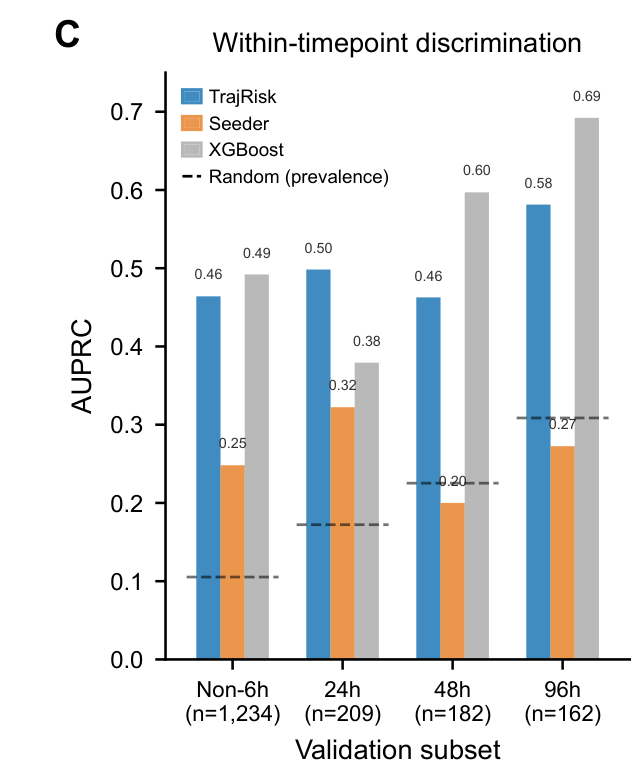 C
Within-timepoint discrimination
TrajRisk
Seeder
XGBoost
Random (prevalence)
AUPRC
0.7
0.6
0.5
0.4
0.3
0.2
0.1
0.0
0.46
0.25
0.49
0.50
0.32
0.38
0.46
0.20
0.60
0.58
0.27
0.69
Non-6h
(n=1,234)
24h
(n=209)
48h
(n=182)
96h
(n=162)
Validation subset